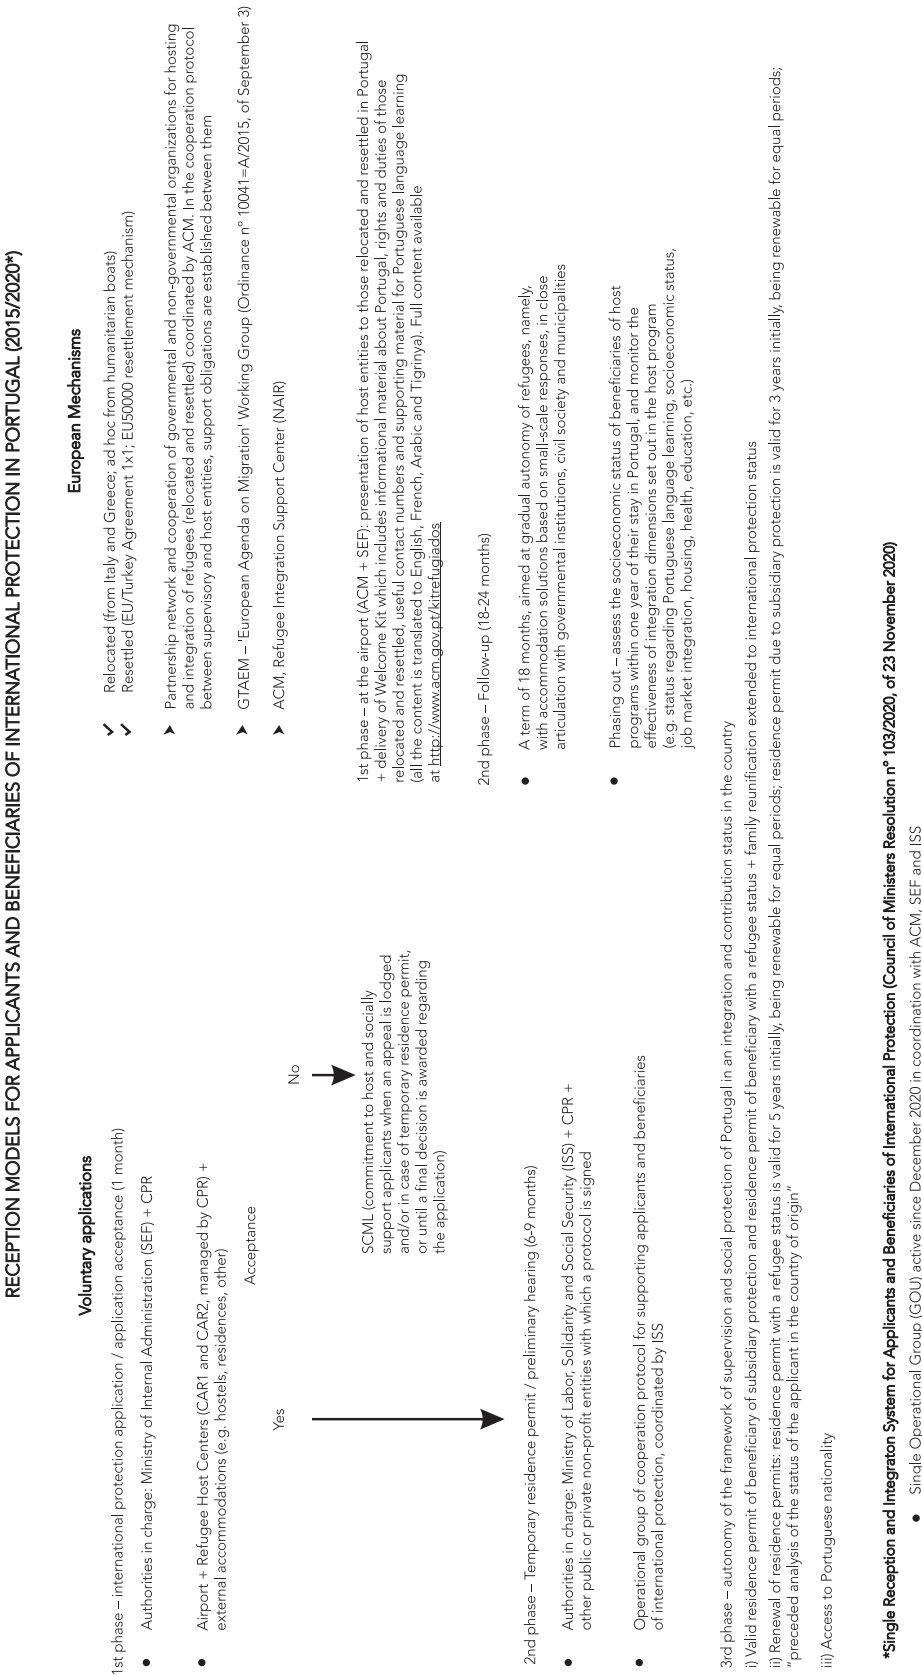 RECEPTION MODELS FOR APPLICANTS AND BENEFICIARIES OF INTERNATIONAL PROTECTION IN PORTUGAL (2015/2020*)
Voluntary applications
1st phase – international protection application / application acceptance (1 month)
● Authorities in charge: Ministry of Internal Administration (SEF) + CPR
● Airport + Refugee Host Centers (CAR1 and CAR2, managed by CPR) +
external accommodations (e.g. hostels, residences, other)
Acceptance
Yes
No
SCML (commitment to host and socially
support applicants when an appeal is lodged
and/or in case of temporary residence permit,
or until a final decision is awarded regarding
the application)
2nd phase – Temporary residence permit / preliminary hearing (6-9 months)
● Authorities in charge: Ministry of Labor, Solidarity and Social Security (ISS) + CPR +
other public or private non-profit entities with which a protocol is signed
● Operational group of cooperation protocol for supporting applicants and beneficiaries
of international protection, coordinated by ISS
European Mechanisms
✓ Relocated (from Italy and Greece; ad hoc from humanitarian boats)
✓ Resettled (EU/Turkey Agreement 1x1; EU50000 resettlement mechanism)
➤ Partnership network and cooperation of governmental and non-governmental organizations for hosting
and integration of refugees (relocated and resettled) coordinated by ACM. In the cooperation protocol
between supervisory and host entities, support obligations are established between them
➤ GTAEM – 'European Agenda on Migration' Working Group (Ordinance nº 10041=A/2015, of September 3)
➤ ACM, Refugee Integration Support Center (NAIR)
1st phase – at the airport (ACM + SEF): presentation of host entities to those relocated and resettled in Portugal
+ delivery of Welcome Kit which includes informational material about Portugal, rights and duties of those
relocated and resettled, useful contact numbers and supporting material for Portuguese language learning
(all the content is translated to English, French, Arabic and Tigrinya). Full content available
at http://www.acm.gov.pt/kitrefugiados
2nd phase – Follow-up (18-24 months)
● A term of 18 months, aimed at gradual autonomy of refugees, namely,
with accommodation solutions based on small-scale responses, in close
articulation with governmental institutions, civil society and municipalities
● Phasing out – assess the socioeconomic status of beneficiaries of host
programs within one year of their stay in Portugal, and monitor the
effectiveness of integration dimensions set out in the host program
(e.g. status regarding Portuguese language learning, socioeconomic status,
job market integration, housing, health, education, etc.)
3rd phase – autonomy of the framework of supervision and social protection of Portugal in an integration and contribution status in the country
i) Valid residence permit of beneficiary of subsidiary protection and residence permit of beneficiary with a refugee status + family reunification extended to international protection status
ii) Renewal of residence permits: residence permit with a refugee status is valid for 5 years initially, being renewable for equal periods; residence permit due to subsidiary protection is valid for 3 years initially, being renewable for equal periods;
“preceded analysis of the status of the applicant in the country of origin”
iii) Access to Portuguese nationality
*Single Reception and Integraton System for Applicants and Beneficiaries of International Protection (Council of Ministers Resolution nº 103/2020, of 23 November 2020)
● Single Operational Group (GOU) active since December 2020 in coordination with ACM, SEF and ISS